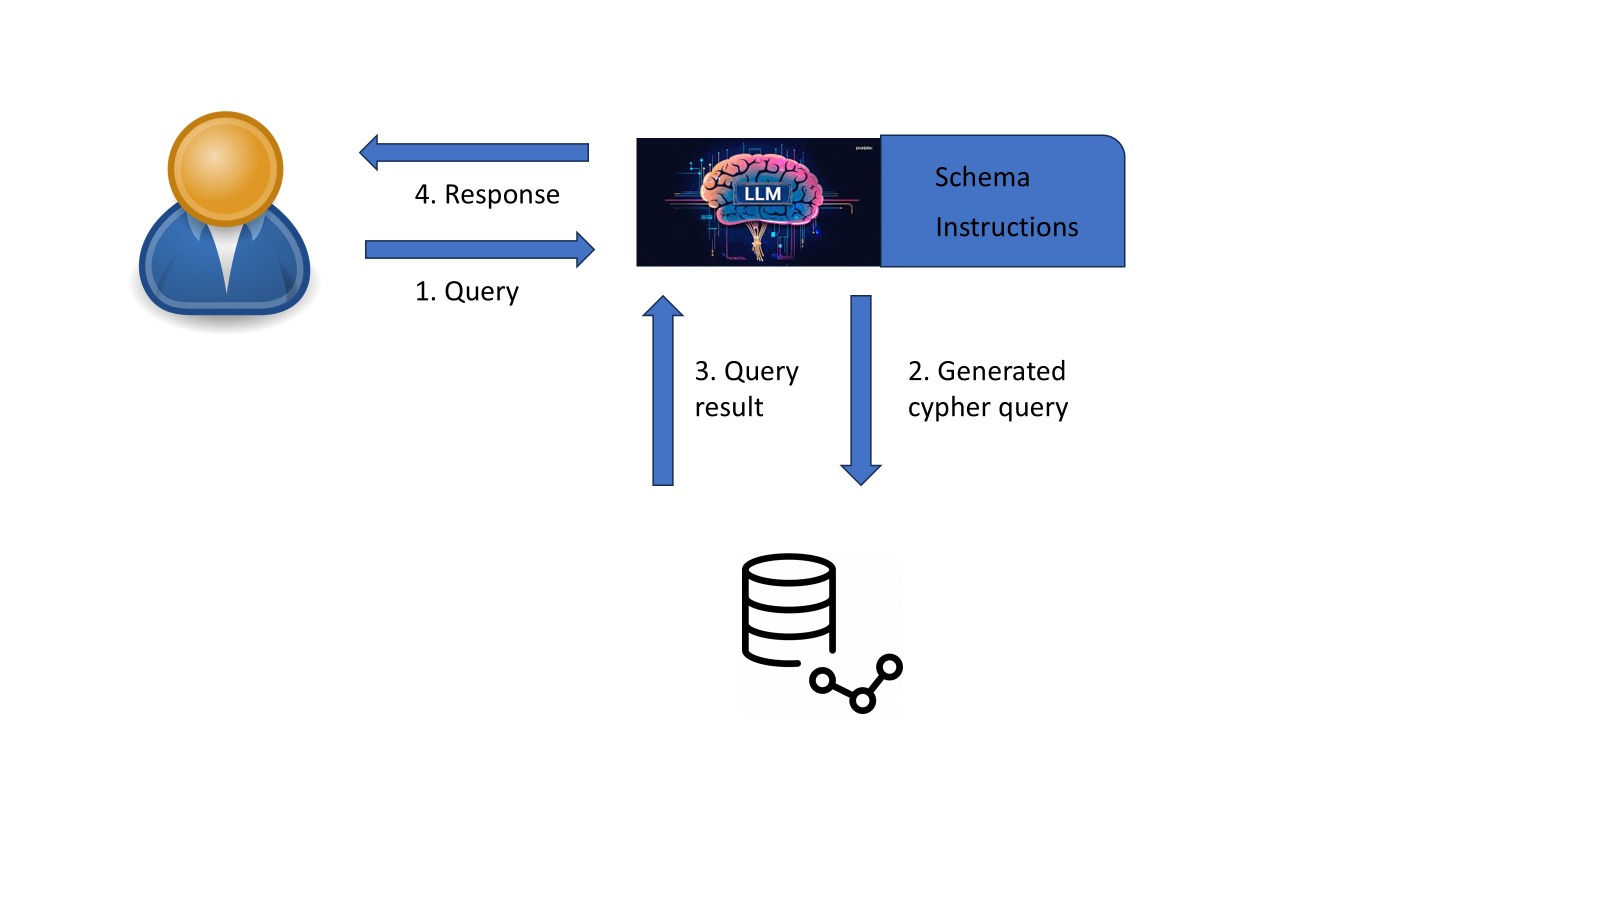 4. Response
1. Query
LLM
Schema
Instructions
3. Query
result
2. Generated
cypher query